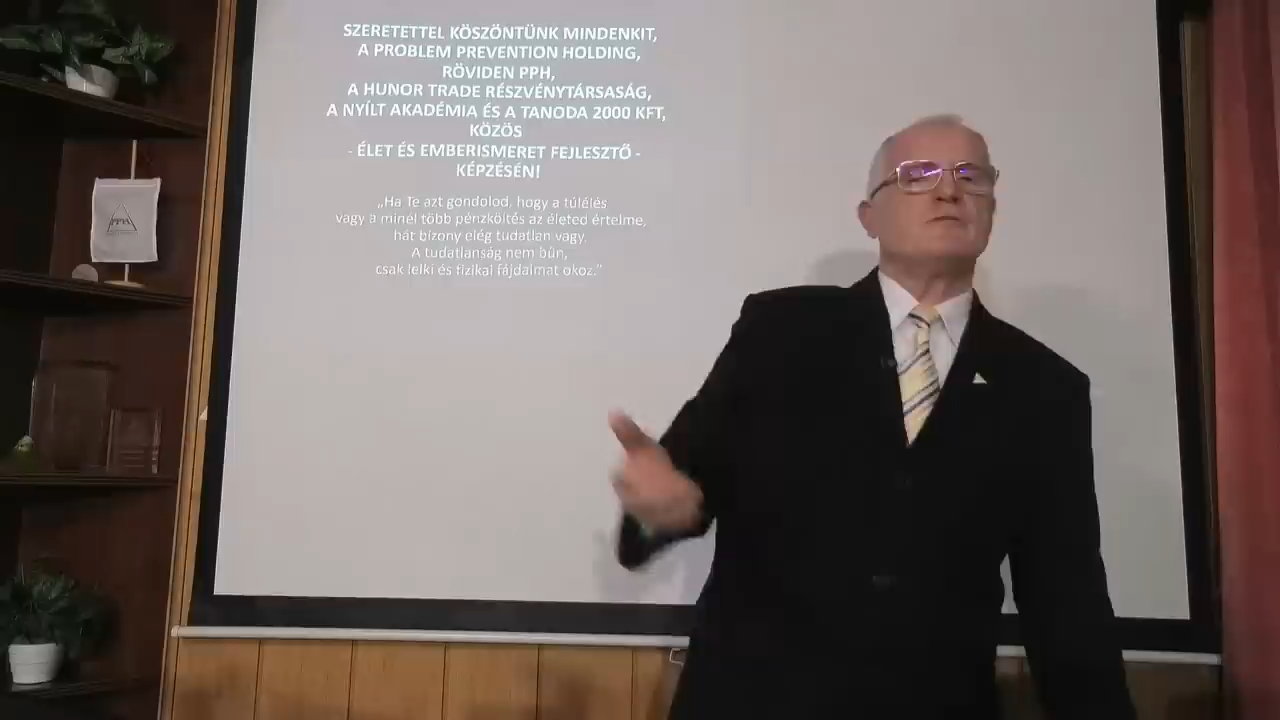 SZERETETTEL KÖSZÖNTÜNK MINDENKIT,
A PROBLEM PREVENTION HOLDING,
RÖVIDEN PPH,
A HUNOR TRADE RÉSZVÉNYTÁRSASÁG,
A NYÍLT AKADÉMIA ÉS A TANODA 2000 KFT,
KÖZÖS
- ÉLET ÉS EMBERISMERET FEJLESZTŐ -
KÉPZÉSÉN!
„Ha Te azt gondolod, hogy a túlélés
vagy a minél több pénzköltés az életed értelme,
hát bizony elég tudatlan vagy.
A tudatlanság nem bűn,
csak lelki és fizikai fájdalmat okoz.”
PPH